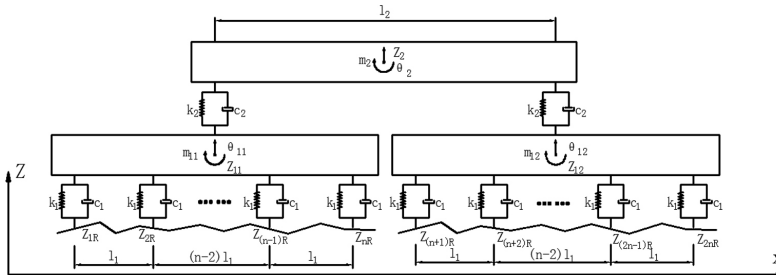 l₂
Z₂
m₂ θ₂
k₂ c₂ k₂ c₂
θ₁₁ θ₁₂
m₁₁ m₁₂
Z₁₁ Z₁₂
Z
k₁ c₁ k₁ c₁ k₁ c₁ k₁ c₁ k₁ c₁ k₁ c₁ k₁ c₁ k₁ c₁
Z₁R Z₂R Z₍ₙ₋₁₎R ZₙR Z₍ₙ₊₁₎R Z₍ₙ₊₂₎R Z₍₂ₙ₋₁₎R Z₂ₙR
l₁ (n-2) l₁ l₁ l₁ (n-2) l₁ l₁
x